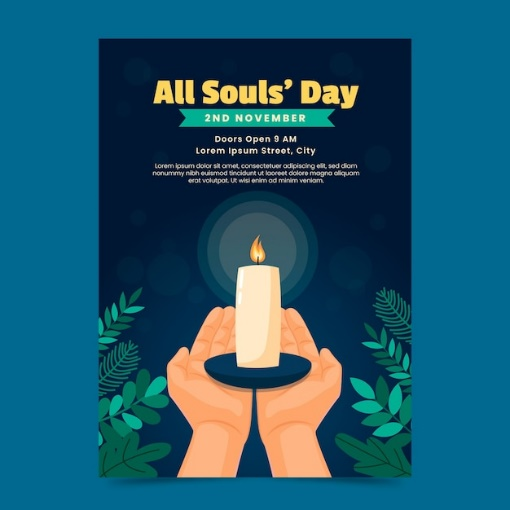 All Souls' Day
2ND NOVEMBER
Doors Open 9 AM
Lorem Ipsum Street, City
Lorem ipsum dolor sit amet, consectetuer adipiscing elit, sed diam
nonummy nibh euismod tincidunt ut laoreet dolore magna aliquam
erat volutpat. Ut wisi enim ad minim veniam.